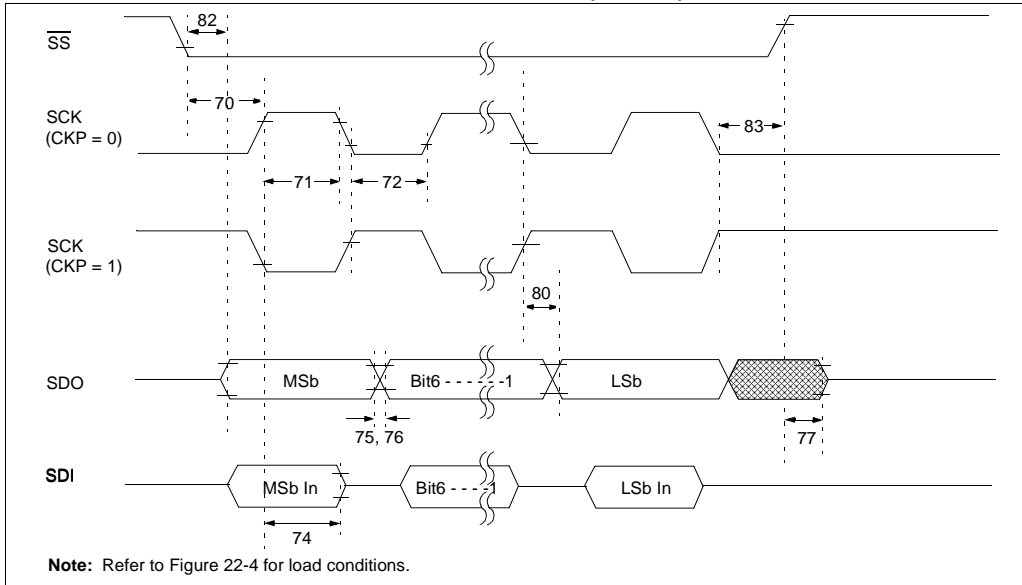 82
SS
70
SCK
(CKP = 0)
83
71
72
SCK
(CKP = 1)
80
SDO
MSb
Bit6 - - - - - -1
LSb
75, 76
77
SDI
MSb In
Bit6 - - - -1
LSb In
74
Note: Refer to Figure 22-4 for load conditions.